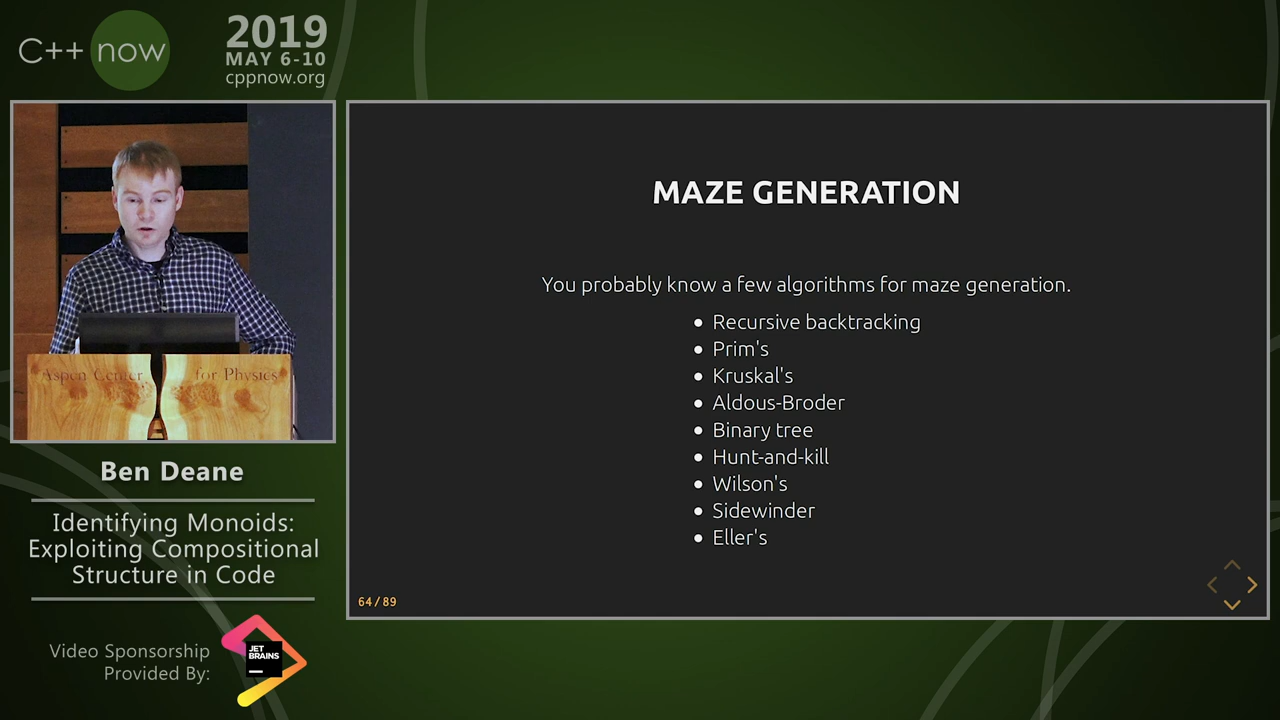 C++ now
2019
MAY 6-10
cppnow.org
Aspen Center for Physics
Ben Deane
Identifying Monoids:
Exploiting Compositional
Structure in Code
Video Sponsorship
Provided By:
JET
BRAINS
MAZE GENERATION
You probably know a few algorithms for maze generation.
• Recursive backtracking
• Prim's
• Kruskal's
• Aldous-Broder
• Binary tree
• Hunt-and-kill
• Wilson's
• Sidewinder
• Eller's
64/89